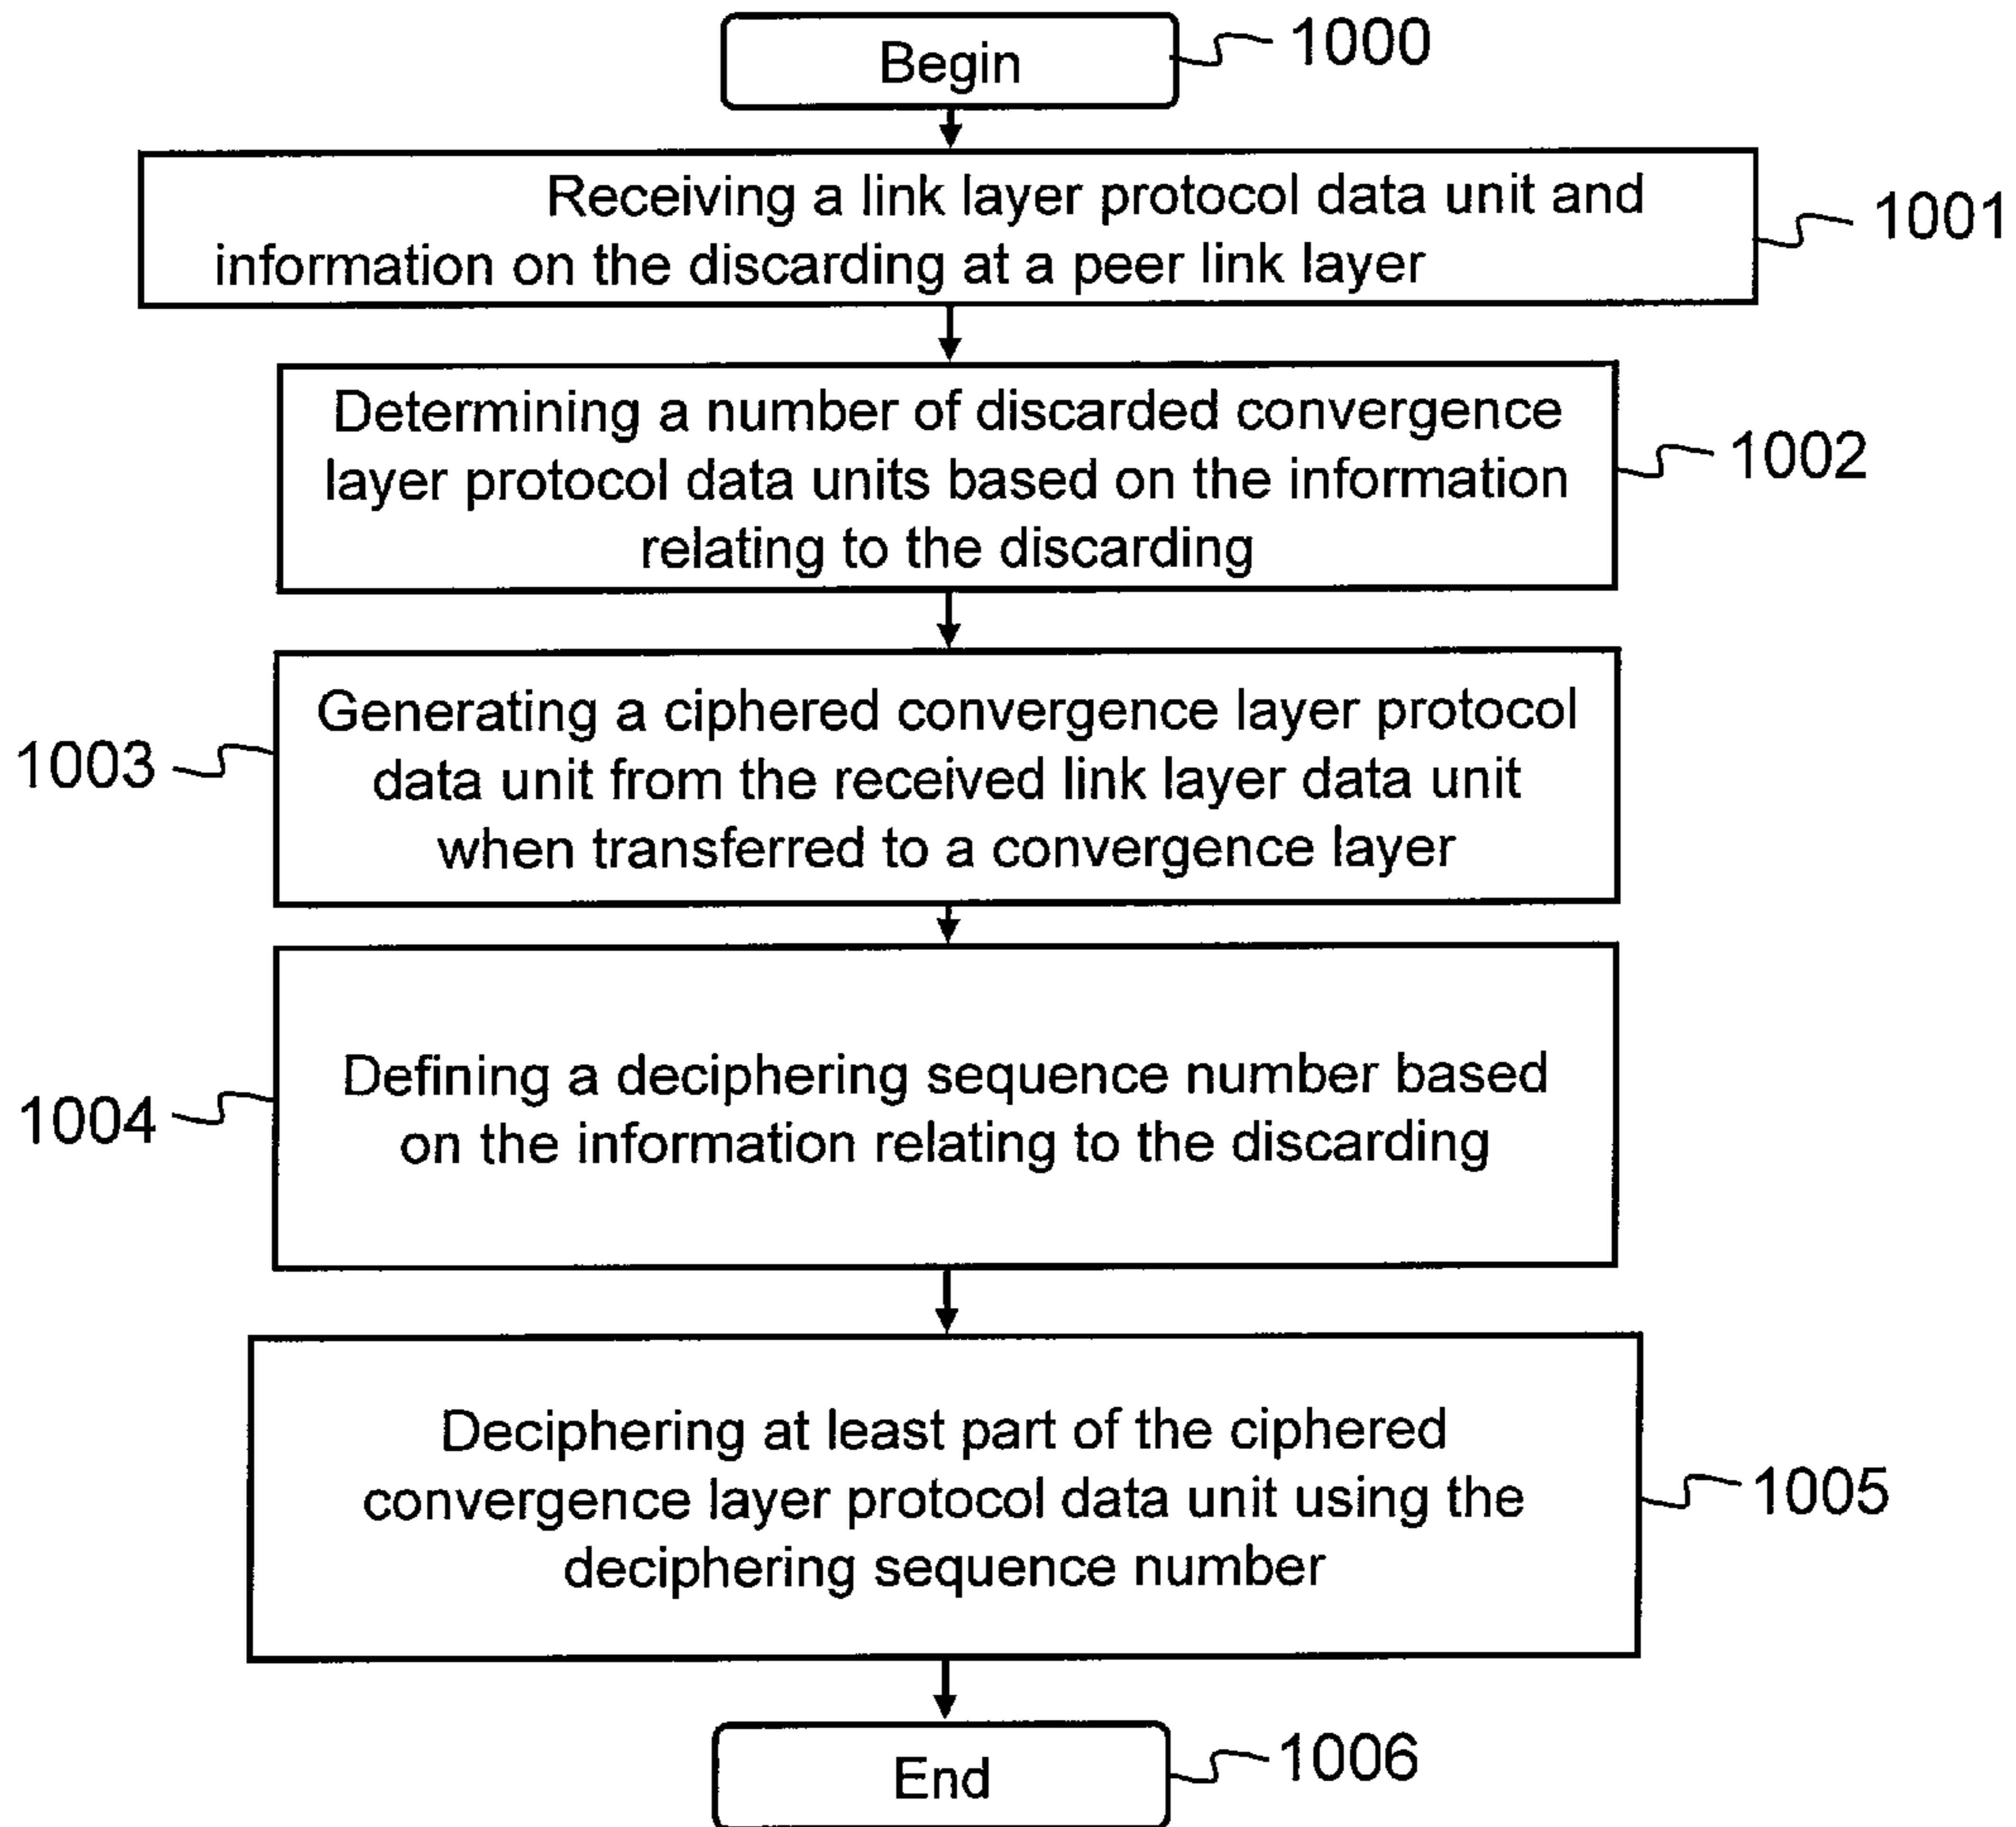 Begin
1000
Receiving a link layer protocol data unit and
information on the discarding at a peer link layer
1001
Determining a number of discarded convergence
layer protocol data units based on the information
relating to the discarding
1002
Generating a ciphered convergence layer protocol
data unit from the received link layer data unit
when transferred to a convergence layer
1003
Defining a deciphering sequence number based
on the information relating to the discarding
1004
Deciphering at least part of the ciphered
convergence layer protocol data unit using the
deciphering sequence number
1005
End
1006